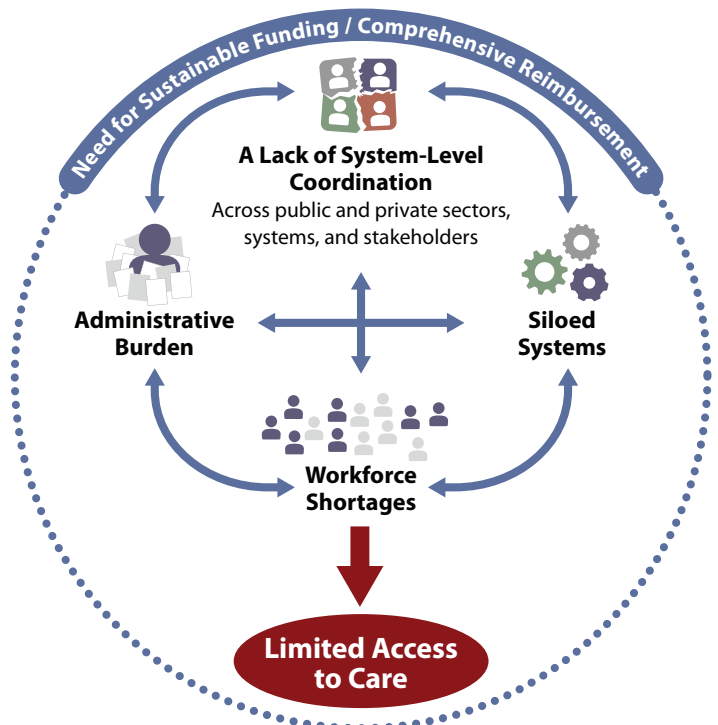 Need for Sustainable Funding / Comprehensive Reimbursement
A Lack of System-Level
Coordination
Across public and private sectors,
systems, and stakeholders
Administrative
Burden
Siloed
Systems
Workforce
Shortages
Limited Access
to Care